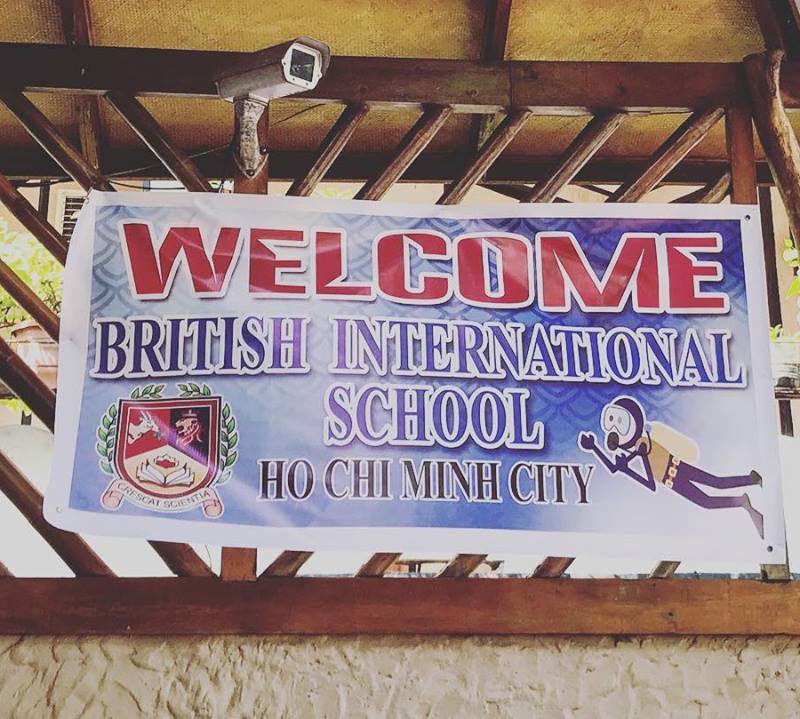 WELCOME
BRITISH INTERNATIONAL
SCHOOL
HO CHI MINH CITY
CRESCAT SCIENTIA